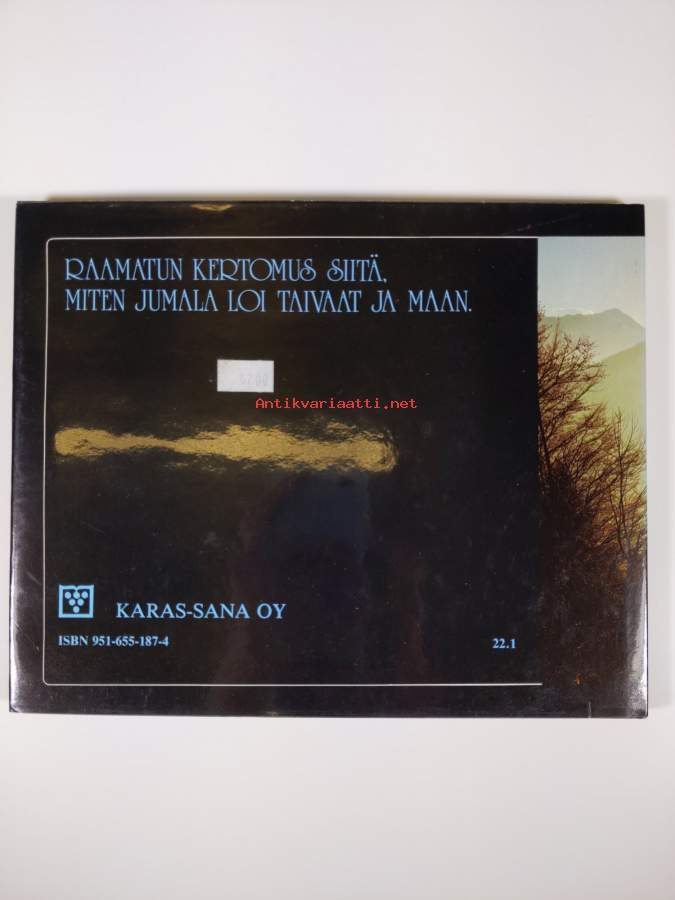 RAAMATUN KERTOMUS SIITÄ,
MITEN JUMALA LOI TAIVAAT JA MAAN.
Antikvariaatti.net
KARAS-SANA OY
ISBN 951-655-187-4
22.1